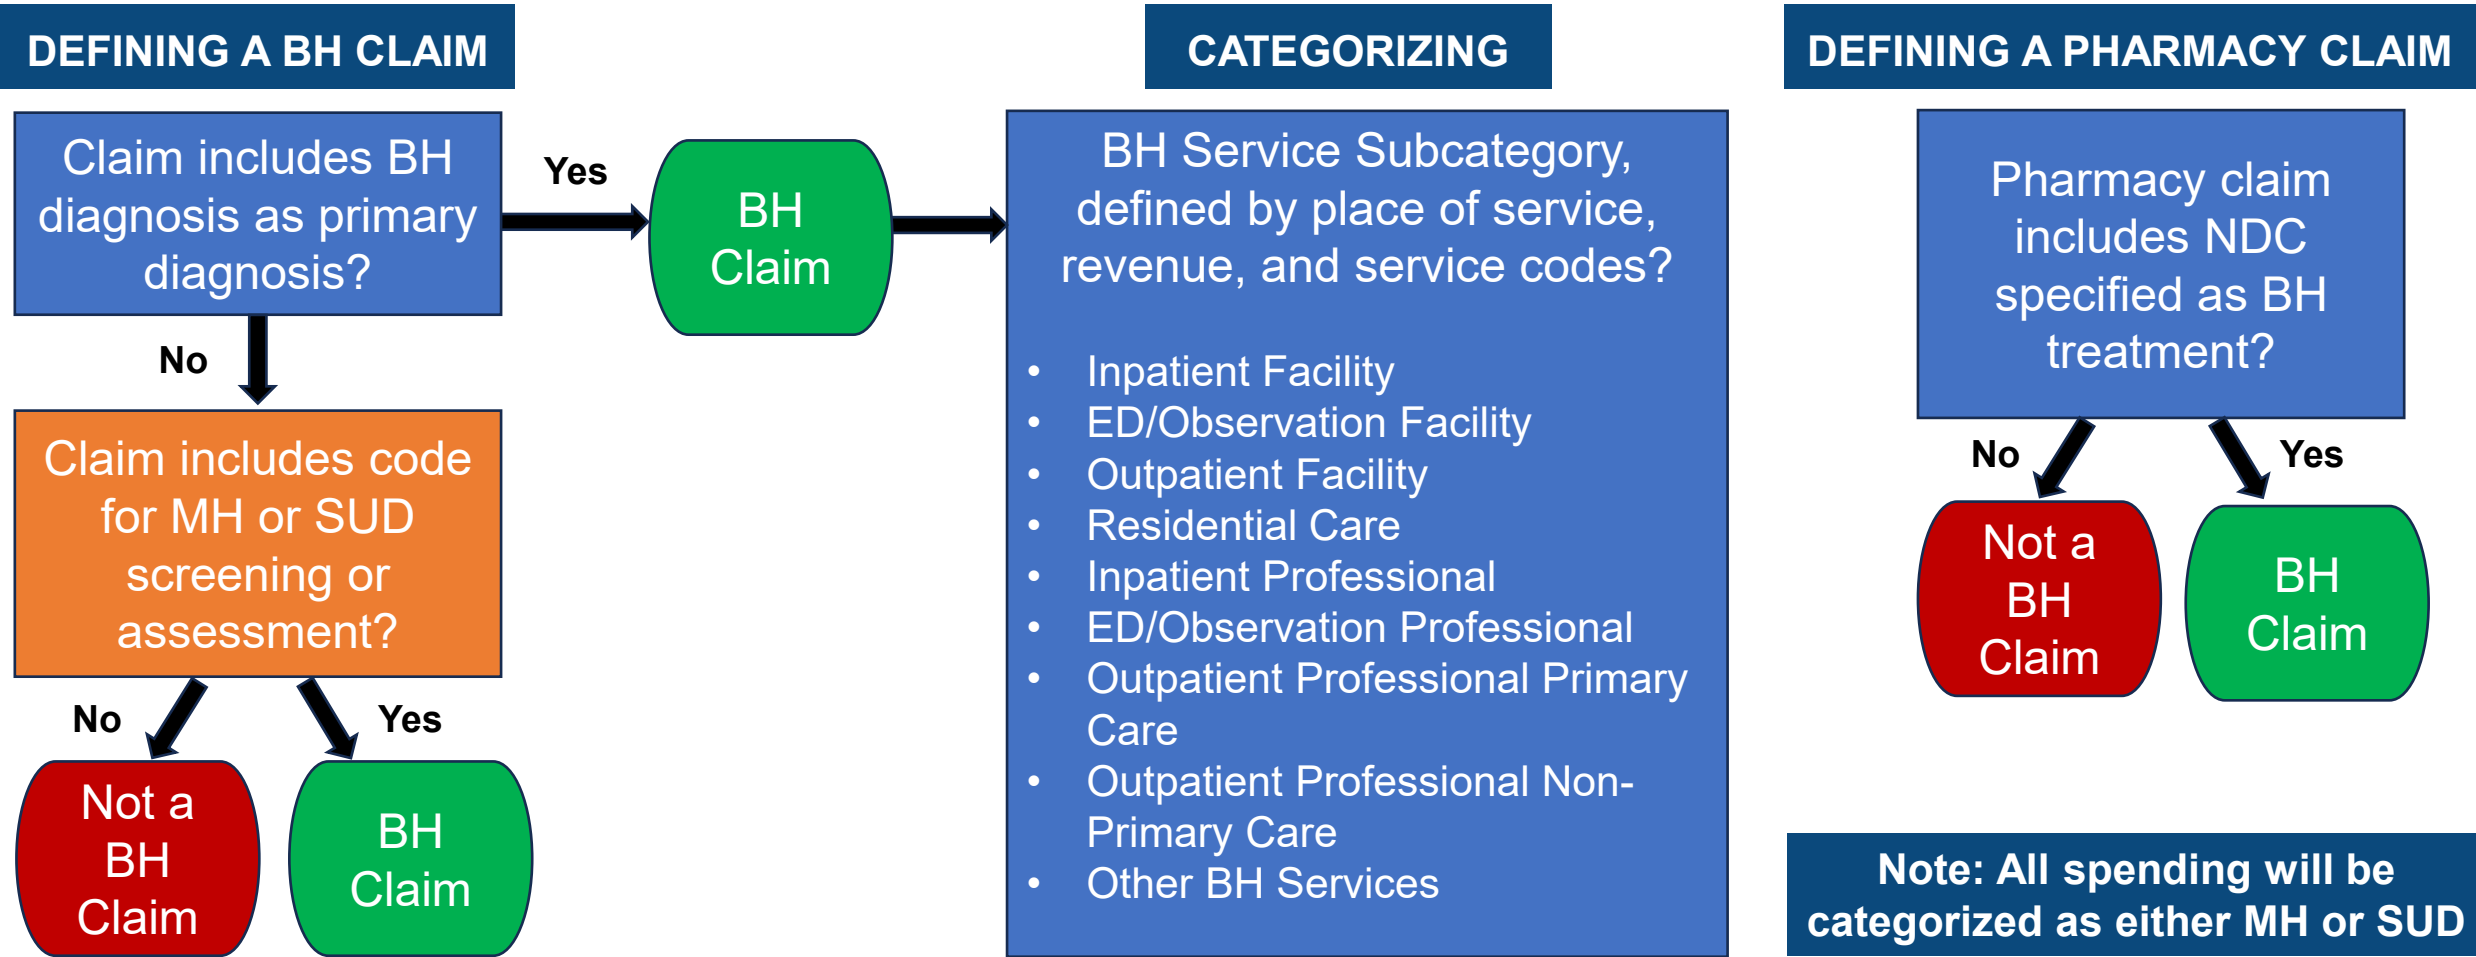 DEFINING A BH CLAIM
Claim includes BH
diagnosis as primary
diagnosis?
Yes
BH
Claim
No
Claim includes code
for MH or SUD
screening or
assessment?
No
Yes
Not a
BH
Claim
BH
Claim
CATEGORIZING
BH Service Subcategory,
defined by place of service,
revenue, and service codes?
• Inpatient Facility
• ED/Observation Facility
• Outpatient Facility
• Residential Care
• Inpatient Professional
• ED/Observation Professional
• Outpatient Professional Primary
Care
• Outpatient Professional Non-
Primary Care
• Other BH Services
DEFINING A PHARMACY CLAIM
Pharmacy claim
includes NDC
specified as BH
treatment?
No
Yes
Not a
BH
Claim
BH
Claim
Note: All spending will be
categorized as either MH or SUD